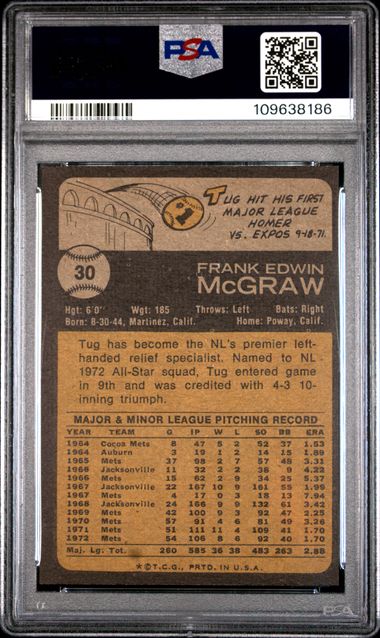 PSA
109638186
TUG HIT HIS FIRST
MAJOR LEAGUE
HOMER
VS. EXPOS 9-18-71.
30
FRANK EDWIN
McGRAW
Hgt: 6'0" Wgt: 185 Throws: Left Bats: Right
Born: 8-30-44, Martinez, Calif. Home: Poway, Calif.
Tug has become the NL's premier left-
handed relief specialist. Named to NL
1972 All-Star squad, Tug entered game
in 9th and was credited with 4-3 10-
inning triumph.
MAJOR & MINOR LEAGUE PITCHING RECORD
YEAR TEAM G. IP W L SO BB ERA
1964 Cocoa Mets 8 47 5 2 52 37 1.53
1964 Auburn 3 19 1 2 14 15 1.89
1965 Mets 37 98 2 7 57 48 3.31
1966 Jacksonville 11 32 2 2 38 9 4.22
1966 Mets 15 62 2 9 34 25 5.37
1967 Jacksonville 22 167 10 9 161 55 1.99
1967 Mets 4 17 0 3 18 13 7.94
1968 Jacksonville 24 166 9 9 132 61 3.42
1969 Mets 42 100 9 3 92 47 2.25
1970 Mets 57 91 4 6 81 49 3.26
1971 Mets 51 111 11 4 109 41 1.70
1972 Mets 54 106 8 6 92 40 1.70
Maj. Lg. Tot. 260 585 36 38 483 263 2.88
*©T.C.G., PRTD. IN U.S.A.
PSA